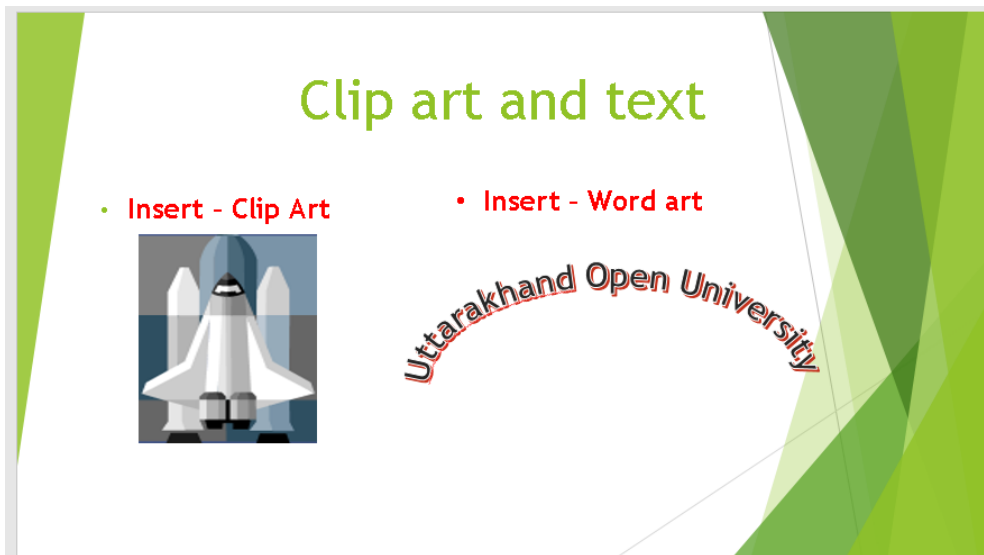 Clip art and text
• Insert – Clip Art
• Insert – Word art
Uttarakhand Open University